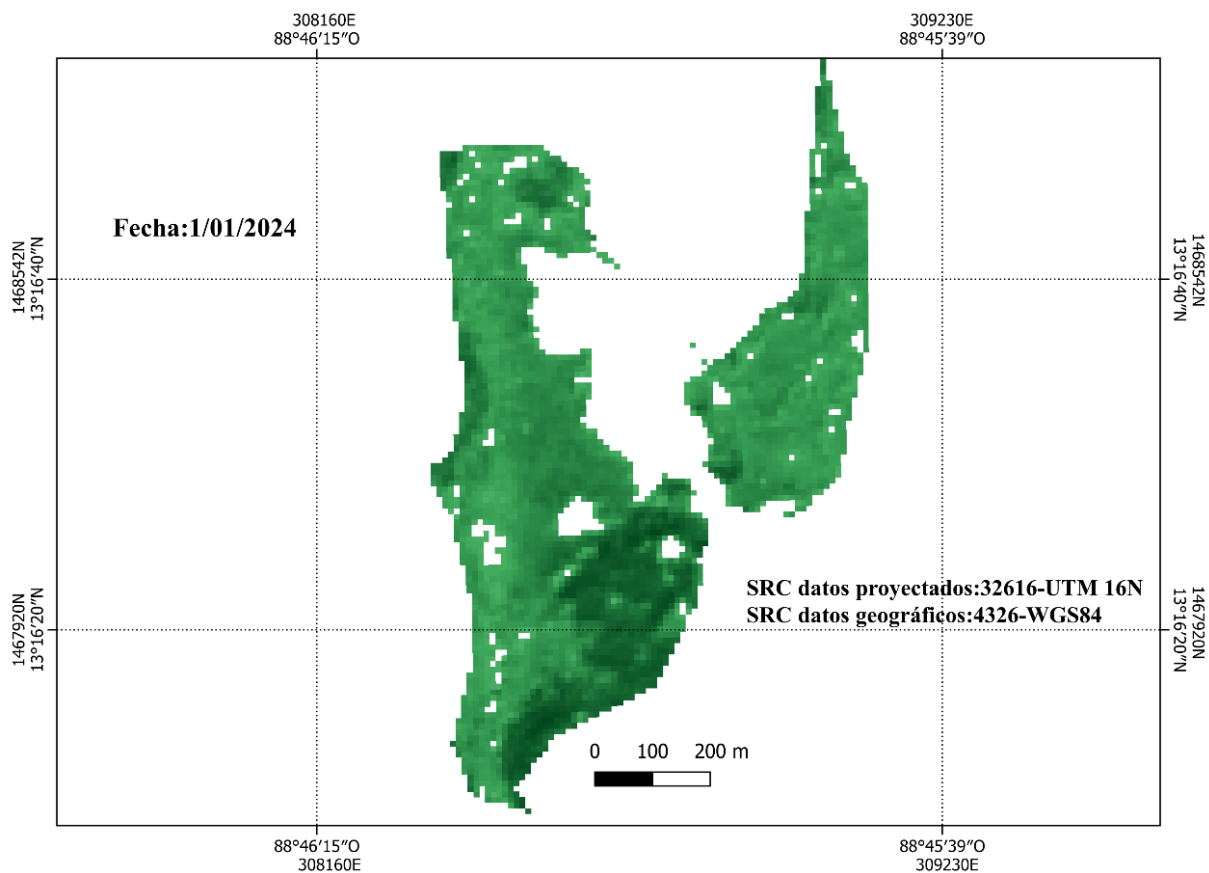 308160E
88°46′15″O
309230E
88°45′39″O
Fecha:1/01/2024
1468542N
13°16′40″N
1468542N
13°16′40″N
SRC datos proyectados:32616-UTM 16N
SRC datos geográficos:4326-WGS84
1467920N
13°16′20″N
1467920N
13°16′20″N
0 100 200 m
88°46′15″O
308160E
88°45′39″O
309230E